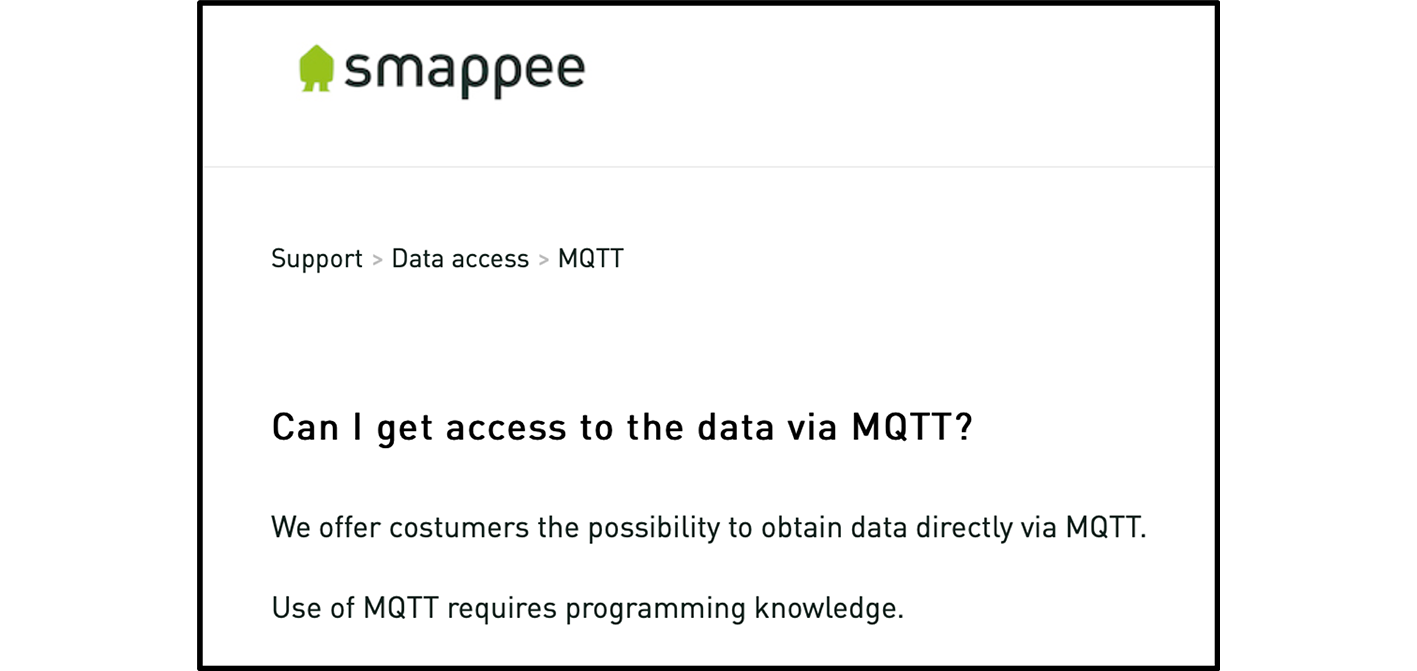 smappee
Support > Data access > MQTT
Can I get access to the data via MQTT?
We offer costumers the possibility to obtain data directly via MQTT.
Use of MQTT requires programming knowledge.